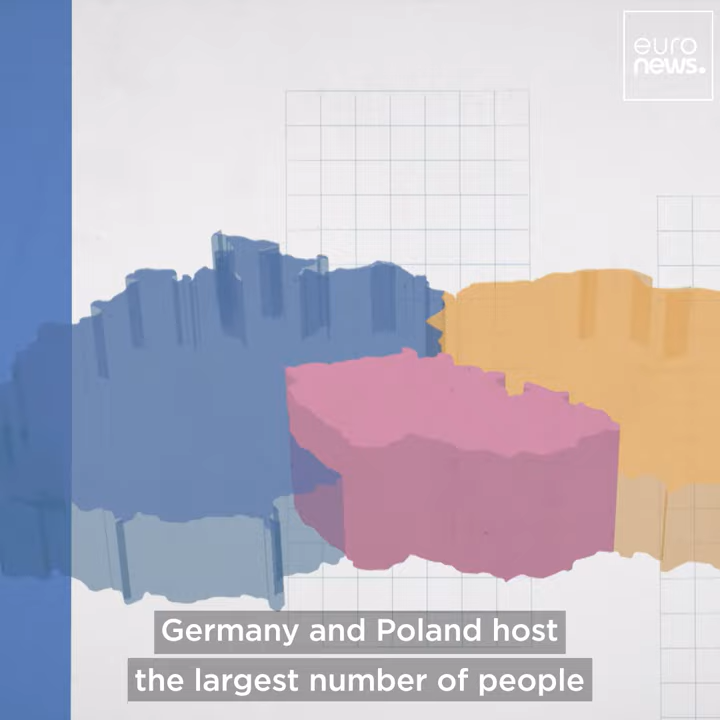 euro
news.
Germany and Poland host
the largest number of people